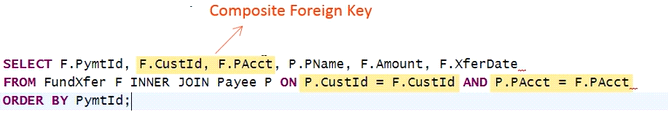 Composite Foreign Key
SELECT F.PymtId, F.CustId, F.PAcct, P.PName, F.Amount, F.XferDate
FROM FundXfer F INNER JOIN Payee P ON P.CustId = F.CustId AND P.PAcct = F.PAcct
ORDER BY PymtId;